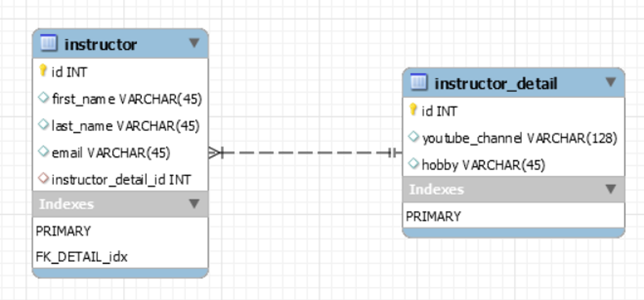 instructor
id INT
first_name VARCHAR(45)
last_name VARCHAR(45)
email VARCHAR(45)
instructor_detail_id INT
Indexes
PRIMARY
FK_DETAIL_idx
instructor_detail
id INT
youtube_channel VARCHAR(128)
hobby VARCHAR(45)
Indexes
PRIMARY